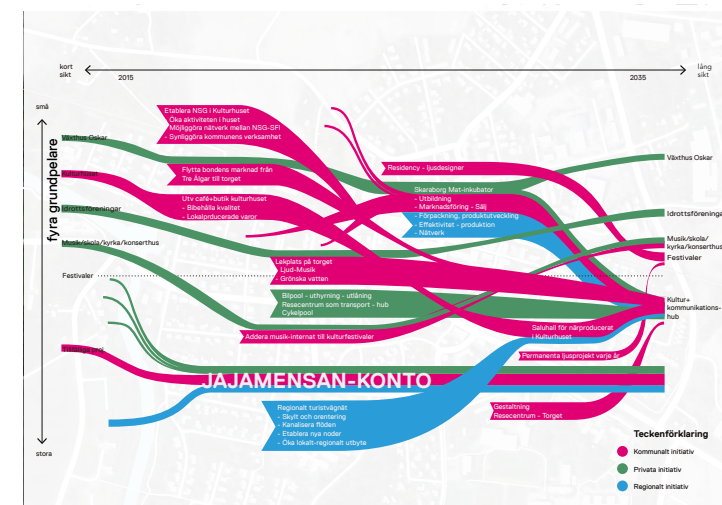 kort
sikt
lång
sikt
2015
2035
små
fyra grundpelare
stora
Växthus Oskar
Kulturhuset
Idrottsföreningar
Musik/skola/kyrka/konserthus
Festivaler
Etablera NSG i Kulturhuset
Öka aktiviteten i huset
Möjliggöra nätverk mellan NSG-SFI
- Synliggöra kommunens verksamhet
Flytta bondens marknad från
Tre Älgar till torget
Utv café+butik kulturhuset
- Bibehålla kvalitet
- Lokalproducerade varor
Residency - ljusdesigner
Skaraborg Mat-inkubator
- Utbildning
- Marknadsföring - Sälj
- Förpackning, produktutveckling
- Effektivitet - produktion
- Nätverk
Lekplats på torget
- Ljud-Musik
- Grönska vatten
Bilpool - uthyrning - utlåning
Resecentrum som transport - hub
Cykelpool
Addera musik-internet till kulturfestivaler
Saluhall för närproducerat
i Kulturhuset
Permanenta ljusprojekt varje år
JAJAMENSAN-KONTO
Regionalt turistvägnät
- Skylt och orentering
- Kanalisera flöden
- Etablera nya noder
- Öka lokalt-regionalt utbyte
Gestaltning
Resecentrum - Torget
Växthus Oskar
Idrottsföreningar
Musik/skola/
kyrka/konserthus
Festivaler
Kultur+
kommunikations-
hub
Teckenförklaring
Kommunalt initiativ
Privata initiativ
Regionalt initiativ